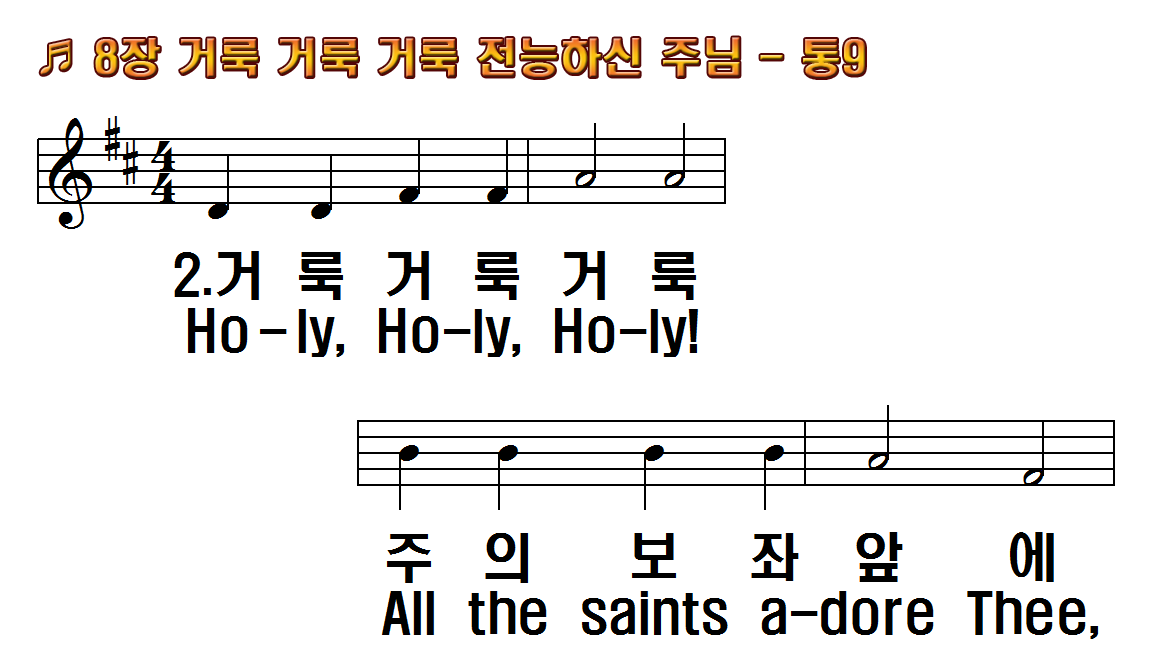 ♬ 8장 거룩 거룩 거룩 전능하신 주님 - 통9
4 4
2.거 룩 거 룩 거 룩
Ho-ly, Ho-ly, Ho-ly!
주 의 보 좌 앞 에
All the saints a-dore Thee,